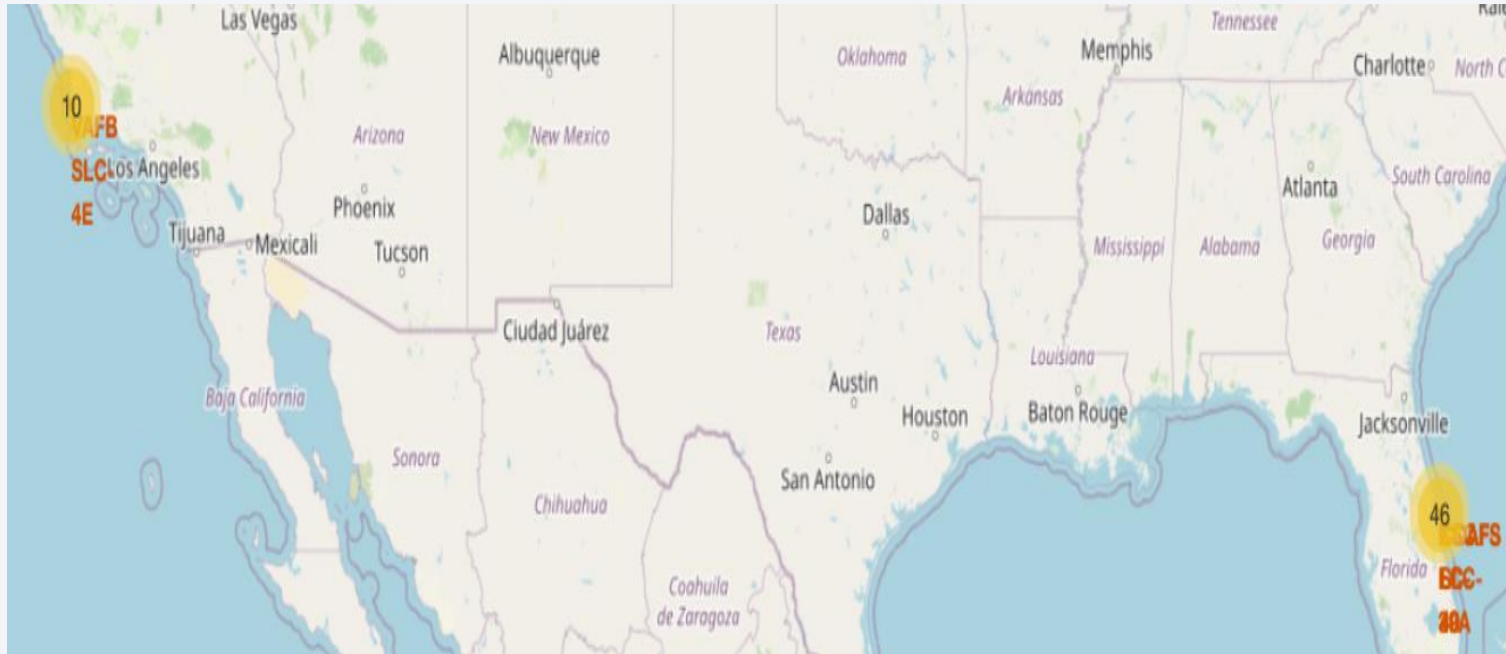 Las Vegas
Albuquerque
Oklahoma
Memphis
Tennessee
Charlotte
North C
10
VAFB
SLC-
4E
Los Angeles
Arizona
New Mexico
Arkansas
Phoenix
Dallas
Atlanta
South Carolina
Tijuana
Mexicali
Tucson
Mississippi
Alabama
Georgia
Ciudad Juárez
Texas
Louisiana
Baja California
Austin
Houston
Baton Rouge
Jacksonville
Sonora
San Antonio
Chihuahua
46
Florida
Coahuila
de Zaragoza